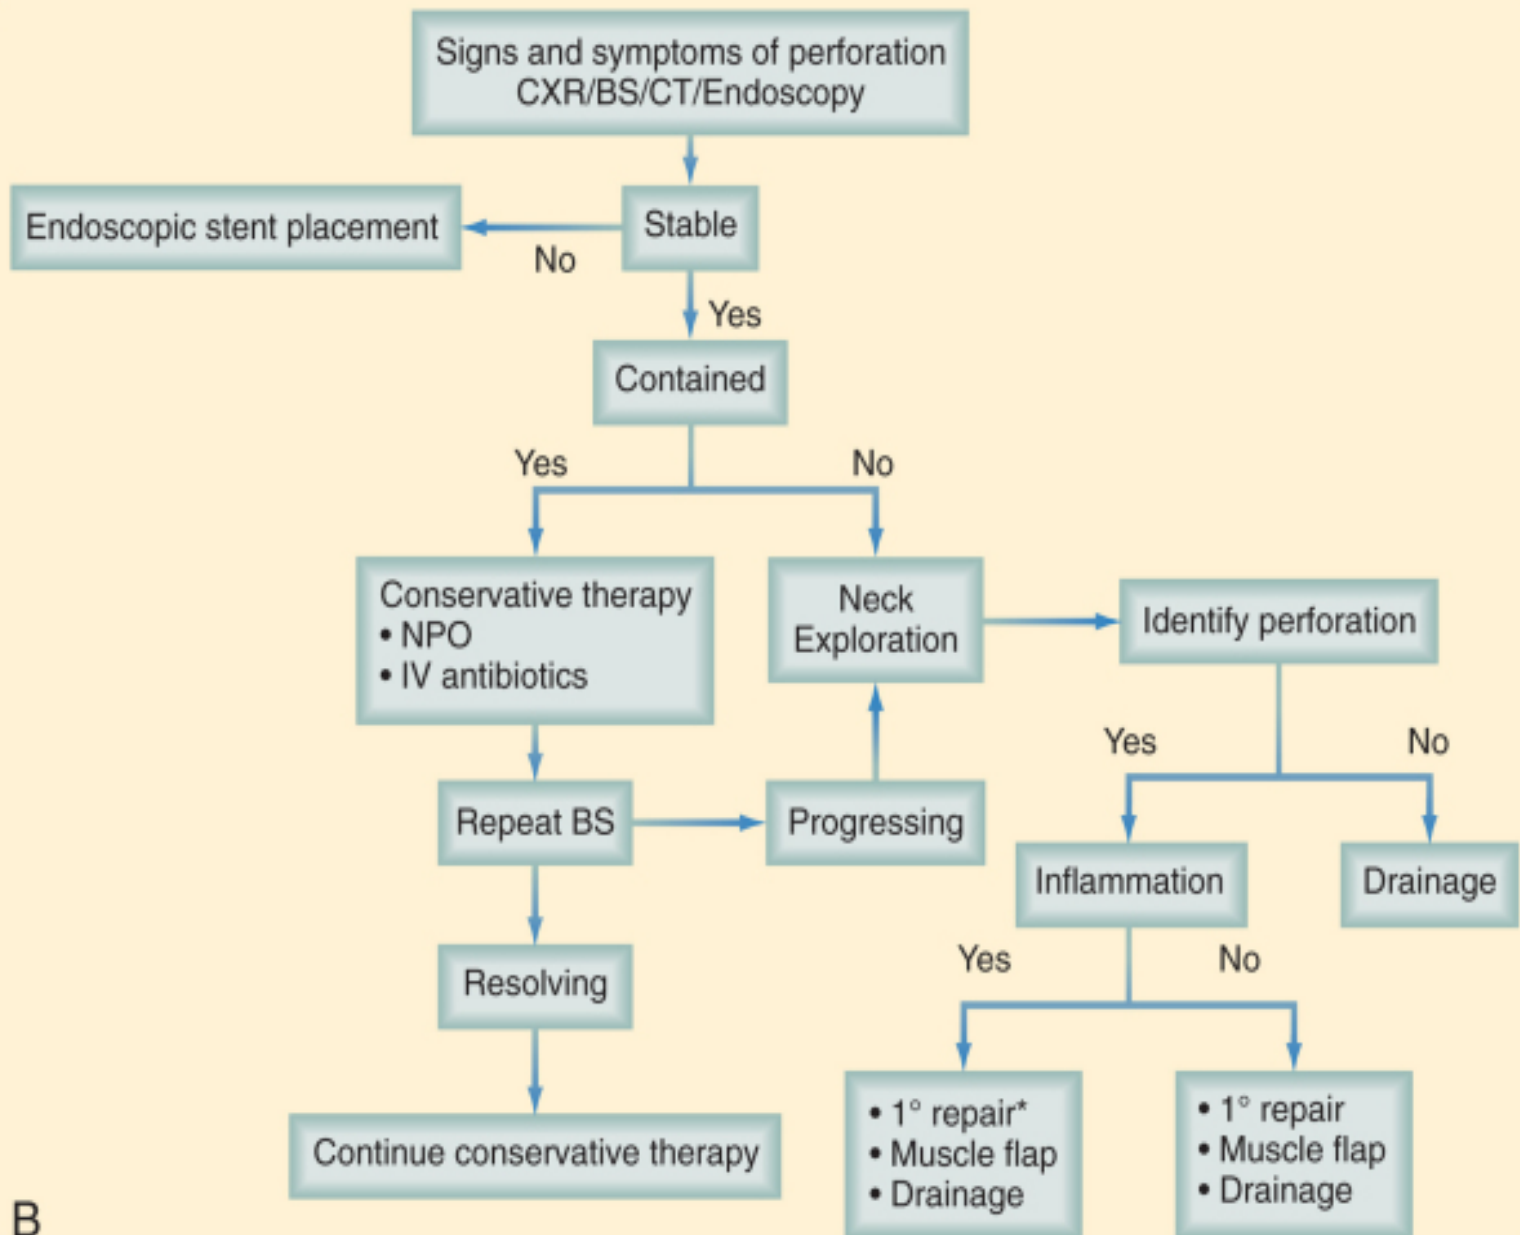 Signs and symptoms of perforation
CXR/BS/CT/Endoscopy
Endoscopic stent placement
Stable
No
Yes
Contained
Yes
No
Conservative therapy
• NPO
• IV antibiotics
Neck
Exploration
Identify perforation
Yes
No
Repeat BS
Progressing
Inflammation
Drainage
Yes
No
Resolving
• 1° repair*
• Muscle flap
• Drainage
• 1° repair
• Muscle flap
• Drainage
Continue conservative therapy
B